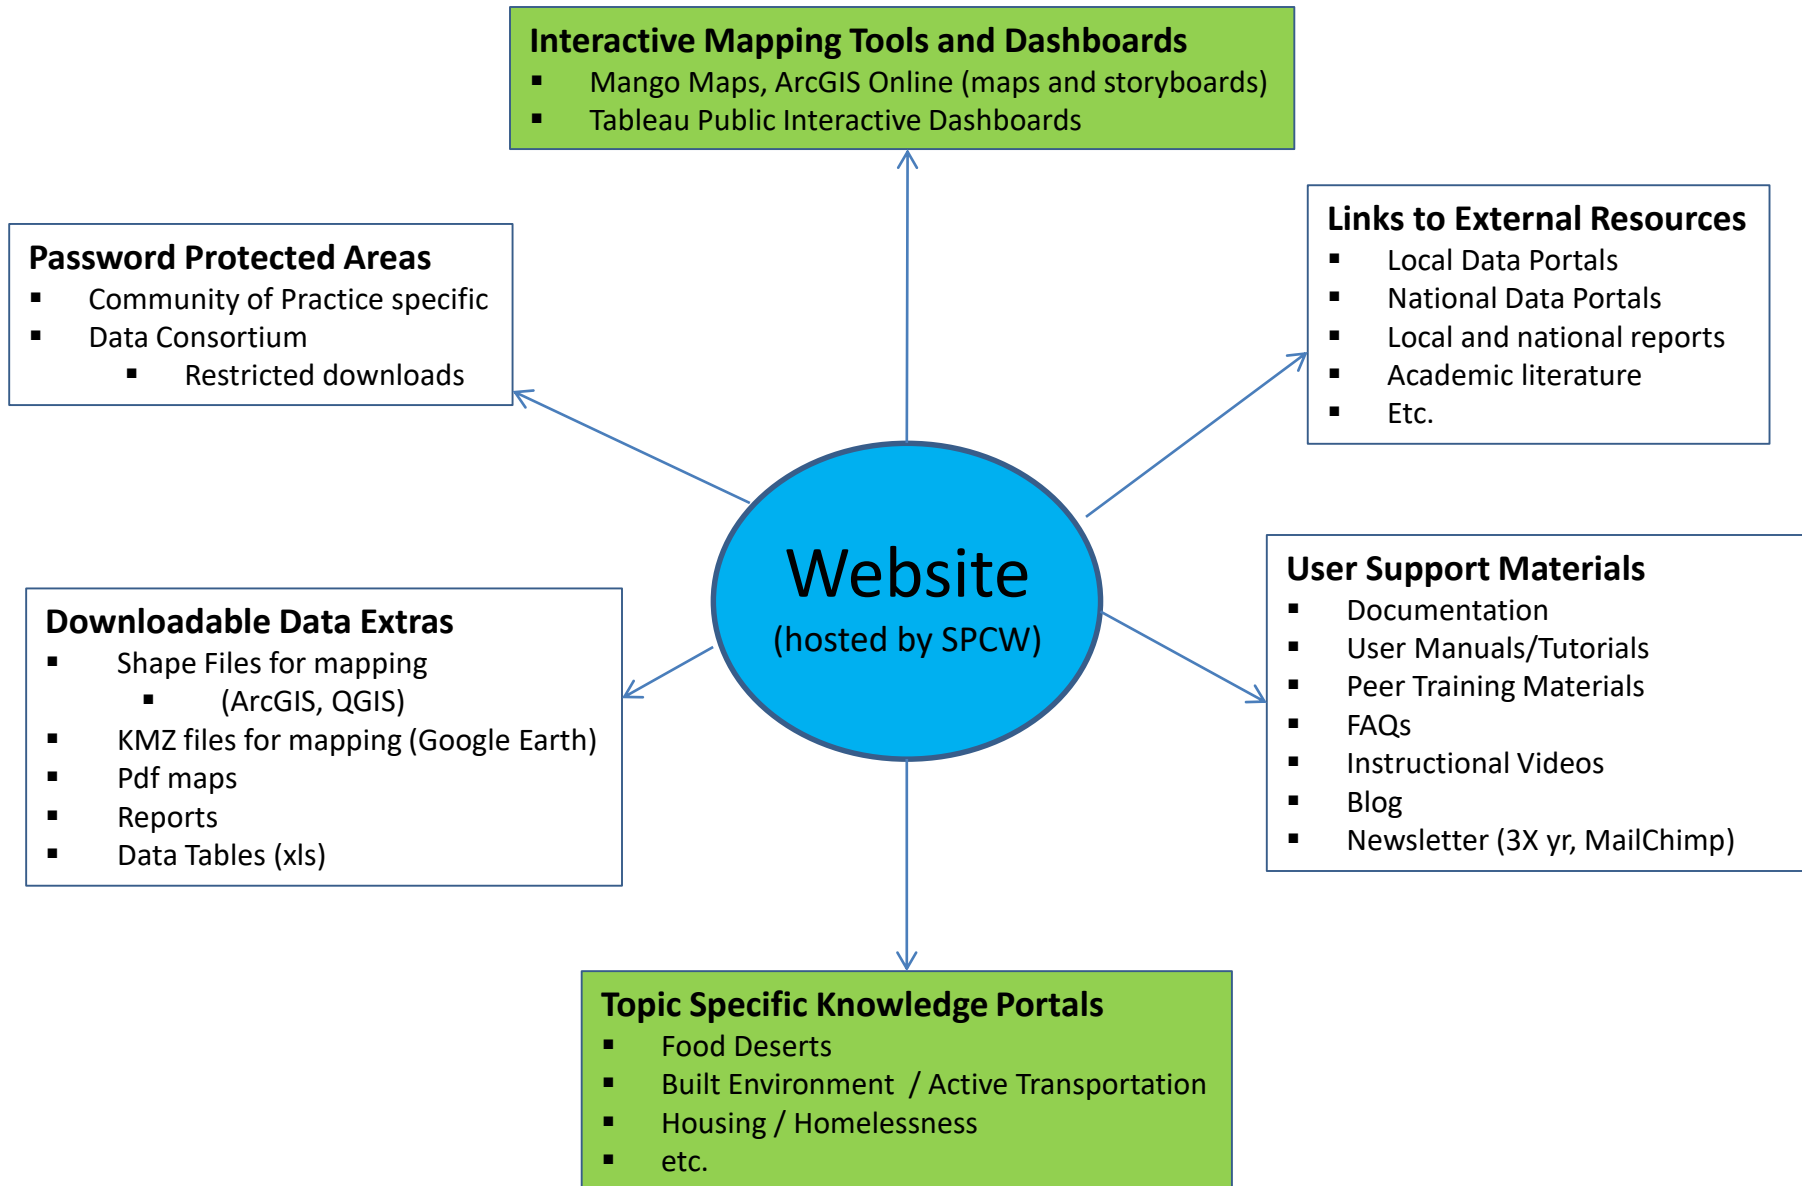 Interactive Mapping Tools and Dashboards
▪ Mango Maps, ArcGIS Online (maps and storyboards)
▪ Tableau Public Interactive Dashboards
Password Protected Areas
▪ Community of Practice specific
▪ Data Consortium
▪ Restricted downloads
Links to External Resources
▪ Local Data Portals
▪ National Data Portals
▪ Local and national reports
▪ Academic literature
▪ Etc.
Website
(hosted by SPCW)
Downloadable Data Extras
▪ Shape Files for mapping
▪ (ArcGIS, QGIS)
▪ KMZ files for mapping (Google Earth)
▪ Pdf maps
▪ Reports
▪ Data Tables (xls)
User Support Materials
▪ Documentation
▪ User Manuals/Tutorials
▪ Peer Training Materials
▪ FAQs
▪ Instructional Videos
▪ Blog
▪ Newsletter (3X yr, MailChimp)
Topic Specific Knowledge Portals
▪ Food Deserts
▪ Built Environment / Active Transportation
▪ Housing / Homelessness
▪ etc.